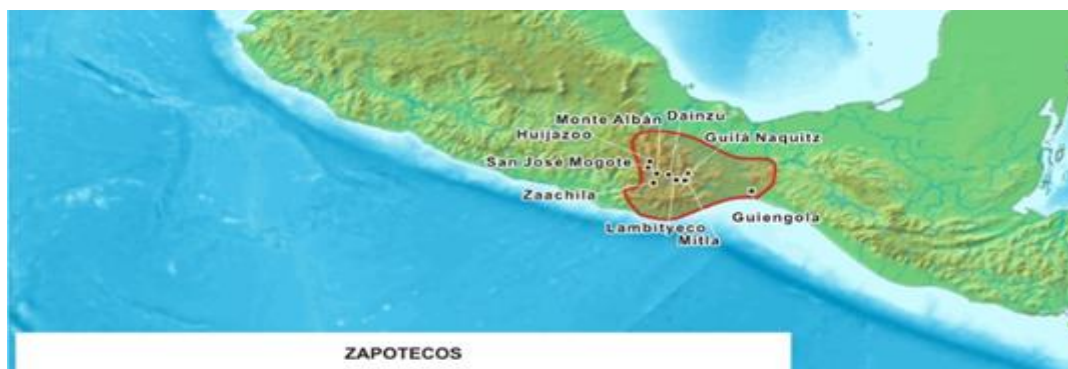 Monte Albán
Dainzu
Huijazoo
Guilá Naquitz
San José Mogote
Zaachila
Guiengola
Lambityeco
Mitla
ZAPOTECOS